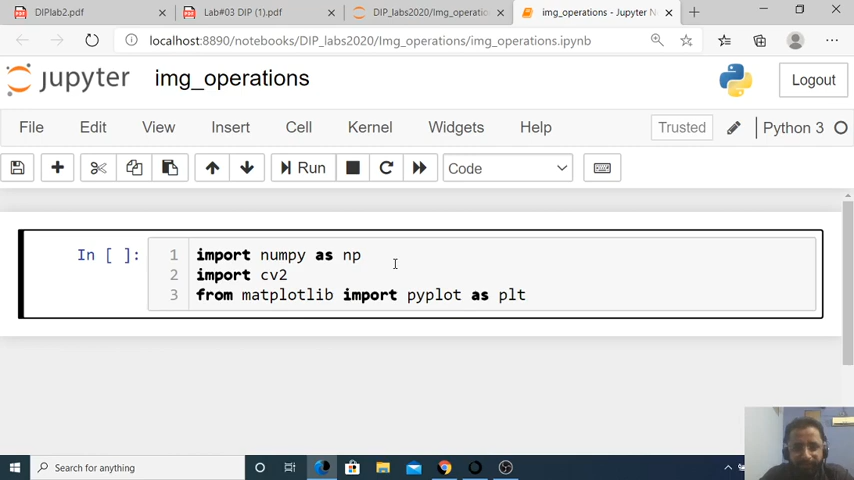 DIPlab2.pdf
Lab#03 DIP (1).pdf
DIP_labs2020/Img_operatio
img_operations - Jupyter N
localhost:8890/notebooks/DIP_labs2020/Img_operations/img_operations.ipynb
jupyter img_operations
Logout
File Edit View Insert Cell Kernel Widgets Help
Trusted
Python 3
Run
Code
In [ ]:
1 import numpy as np
2 import cv2
3 from matplotlib import pyplot as plt
Search for anything